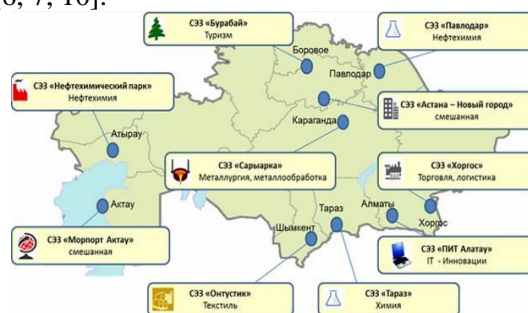 [6, 7, 10].
СЭЗ «Бурабай»
Туризм
СЭЗ «Павлодар»
Нефтехимия
Боровое
Павлодар
СЭЗ «Нефтехимический парк»
Нефтехимия
СЭЗ «Астана – Новый город»
смешанная
Караганда
Атырау
СЭЗ «Сарыарка»
Металлургия, металлообработка
СЭЗ «Хоргос»
Торговля, логистика
Актау
Тараз
Алматы
Хоргос
Шымкент
СЭЗ «Морпорт Актау»
смешанная
СЭЗ «ПИТ Алатау»
IT - Инновации
СЭЗ «Онтустик»
Текстиль
СЭЗ «Тараз»
Химия